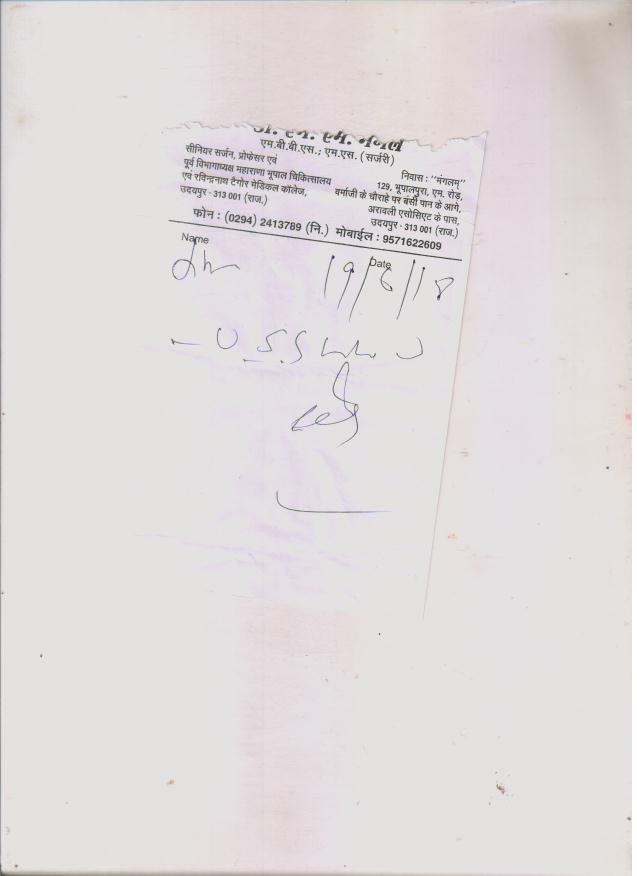 डॉ. एम. एम. मंगल
एम.बी.बी.एस.; एम.एस. (सर्जरी)
सीनियर सर्जन, प्रोफेसर एवं
पूर्व विभागाध्यक्ष महाराणा भूपाल चिकित्सालय
एवं रविन्द्रनाथ टैगोर मेडिकल कॉलेज,
उदयपुर - 313 001 (राज.)
निवास : "मंगलम्"
129, भूपालपुरा, एम. रोड़,
वर्माजी के चौराहे पर बंसी पान के आगे,
अरावली एसोसिएट के पास,
उदयपुर - 313 001 (राज.)
फोन : (0294) 2413789 (नि.) मोबाईल : 9571622609
Name Date
19/6/18